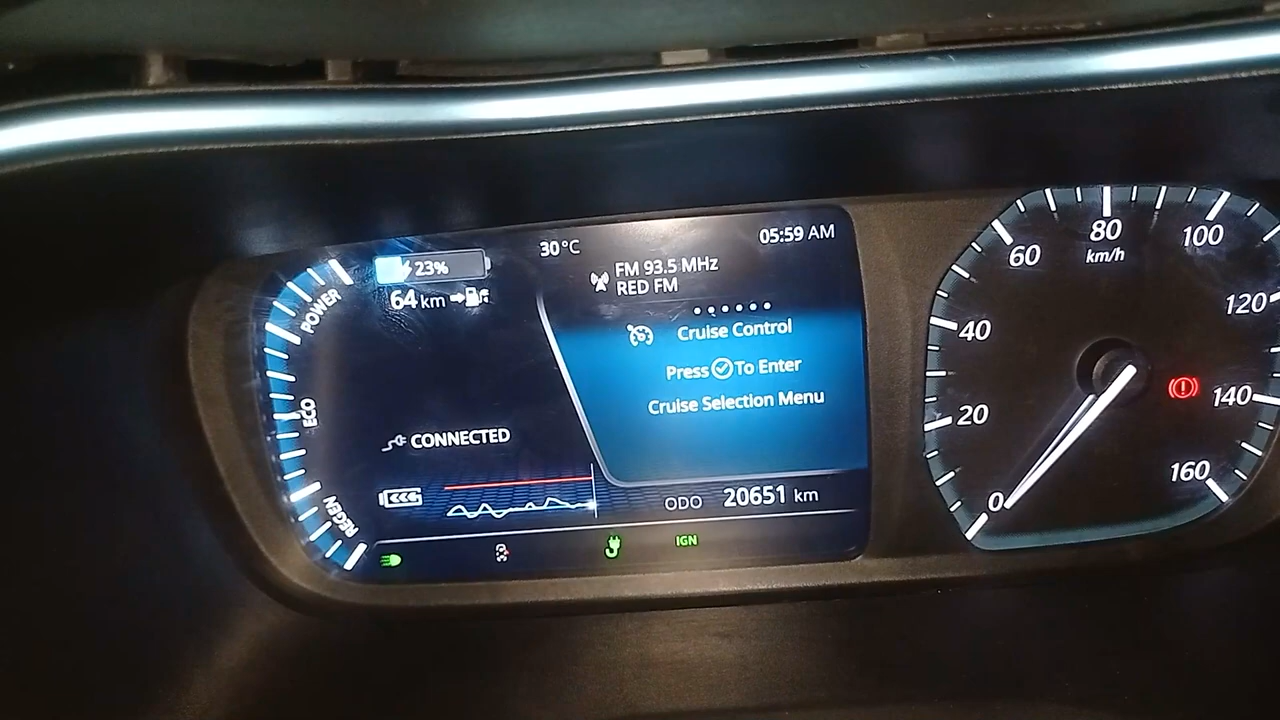 30°C
05:59 AM
23%
64 km
FM 93.5 MHz
RED FM
Cruise Control
Press To Enter
Cruise Selection Menu
POWER
ECO
REGEN
CONNECTED
ODO 20651 km
IGN
0
20
40
60
80
100
120
140
160
km/h